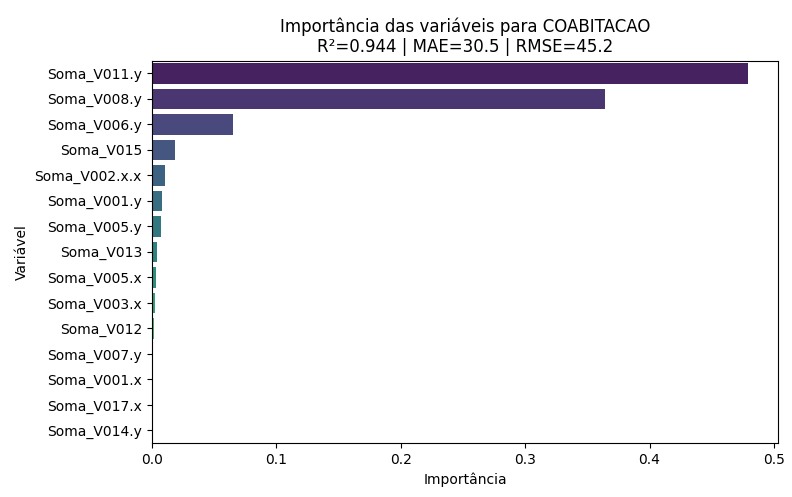 Importância das variáveis para COABITACAO
R²=0.944 | MAE=30.5 | RMSE=45.2
Variável
Soma_V011.y
Soma_V008.y
Soma_V006.y
Soma_V015
Soma_V002.x.x
Soma_V001.y
Soma_V005.y
Soma_V013
Soma_V005.x
Soma_V003.x
Soma_V012
Soma_V007.y
Soma_V001.x
Soma_V017.x
Soma_V014.y
0.0 0.1 0.2 0.3 0.4 0.5
Importância